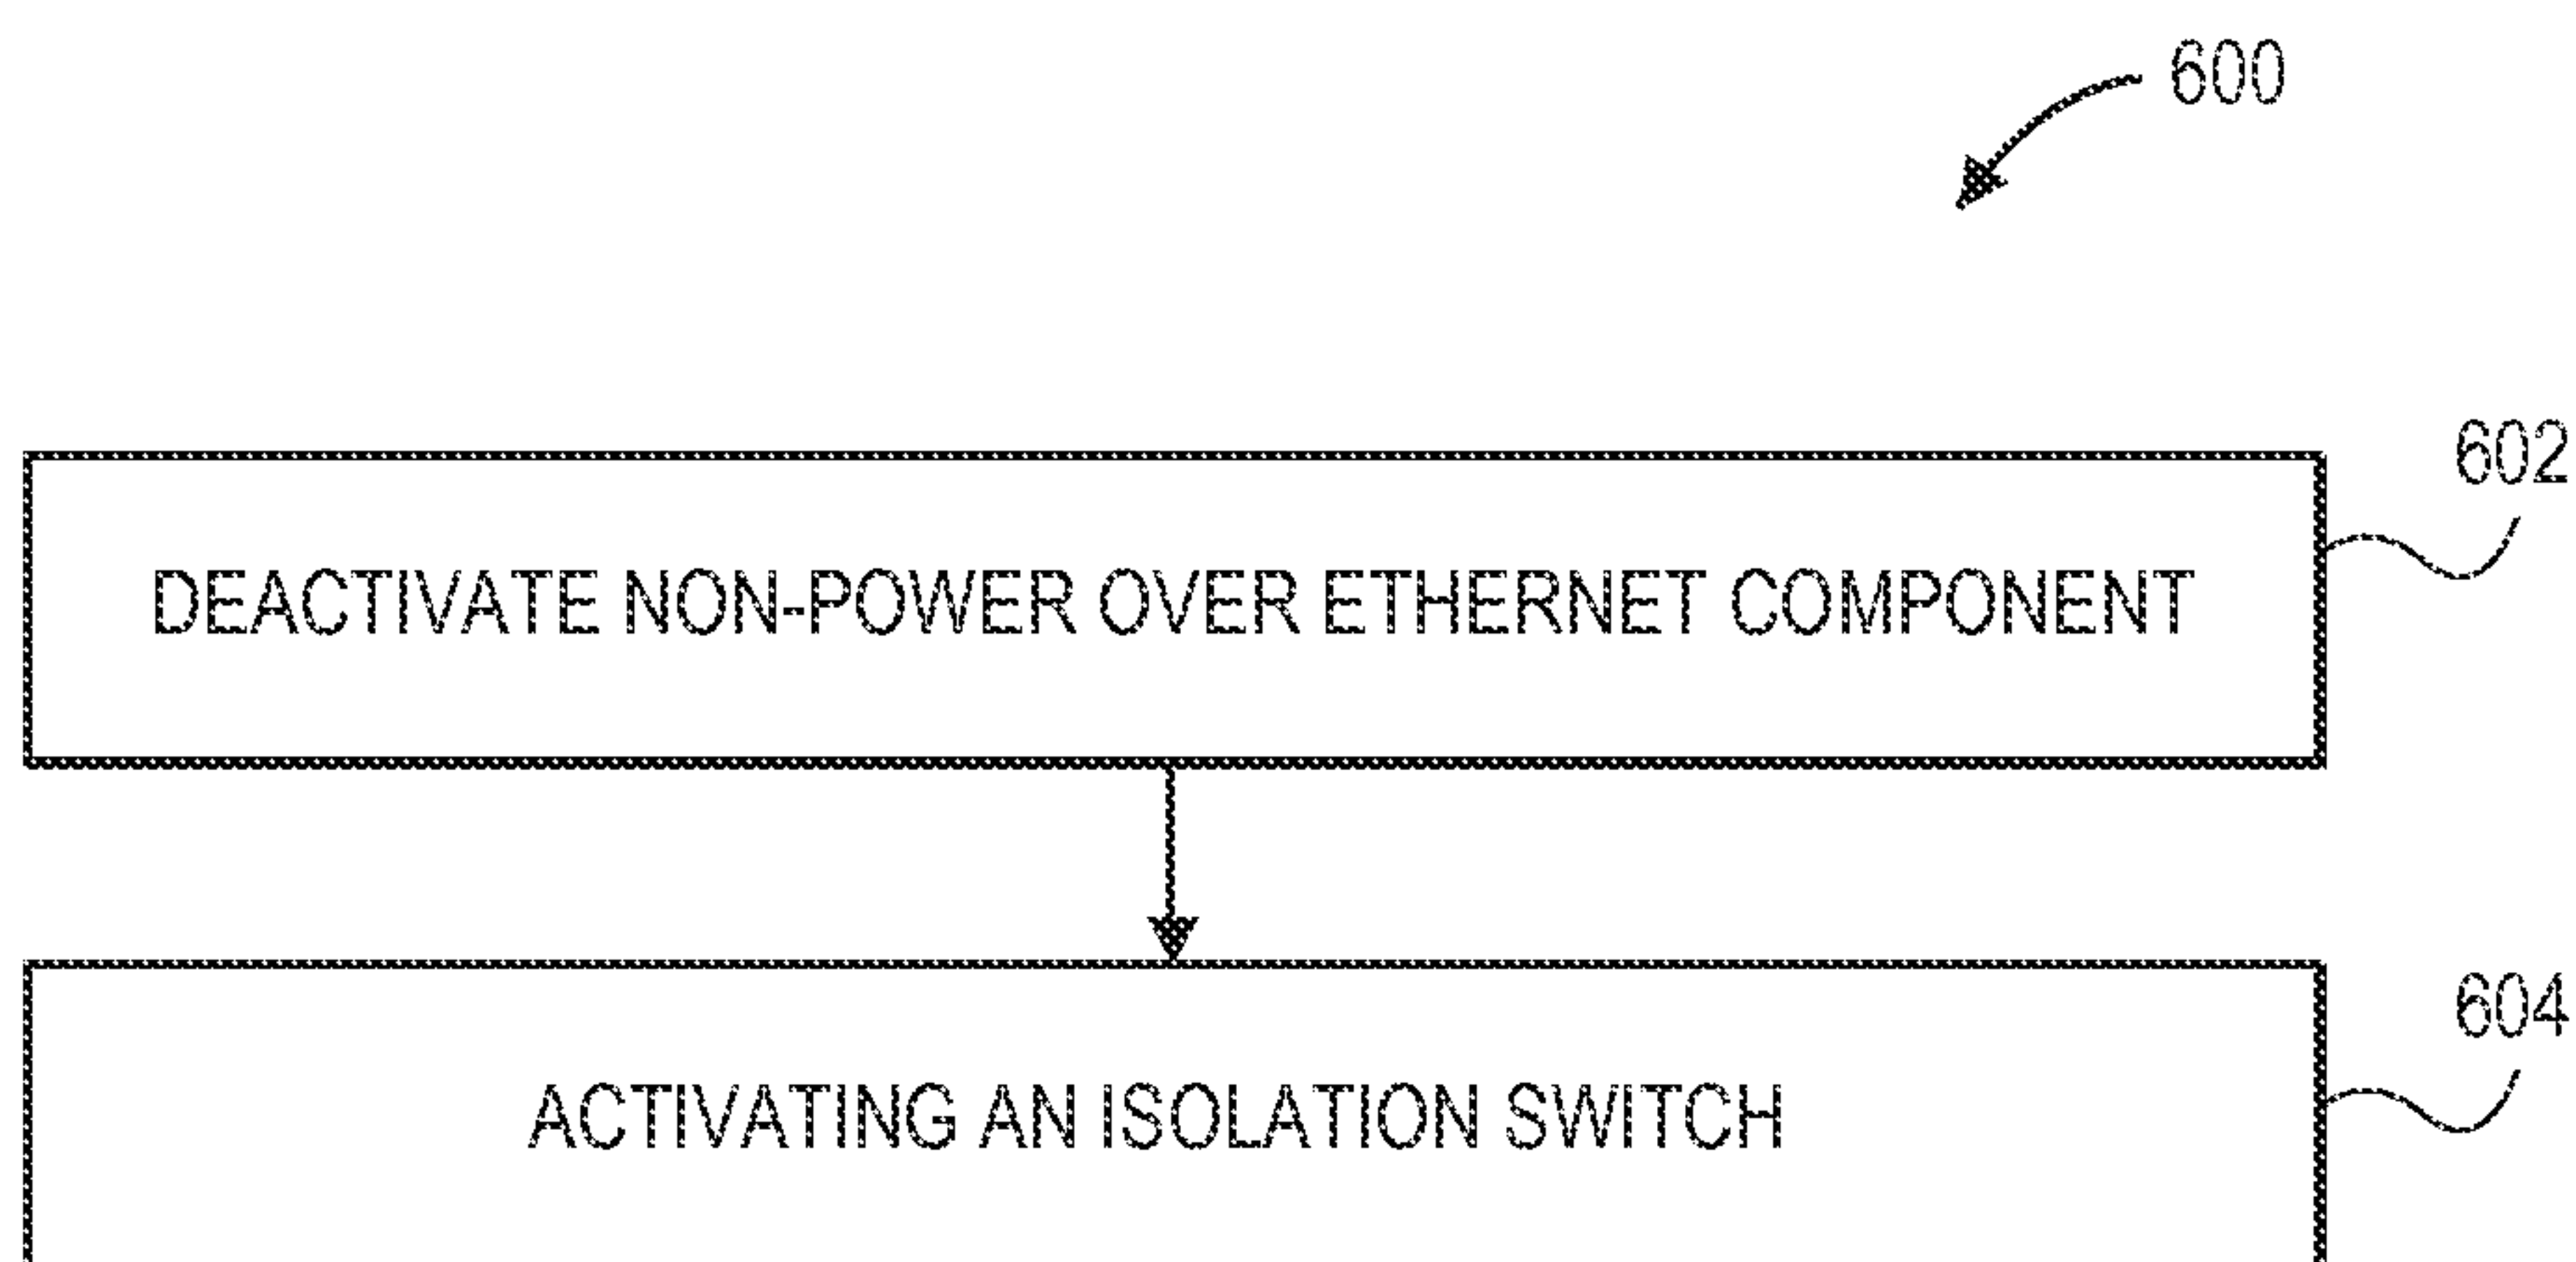 600
602
DEACTIVATE NON-POWER OVER ETHERNET COMPONENT
604
ACTIVATING AN ISOLATION SWITCH